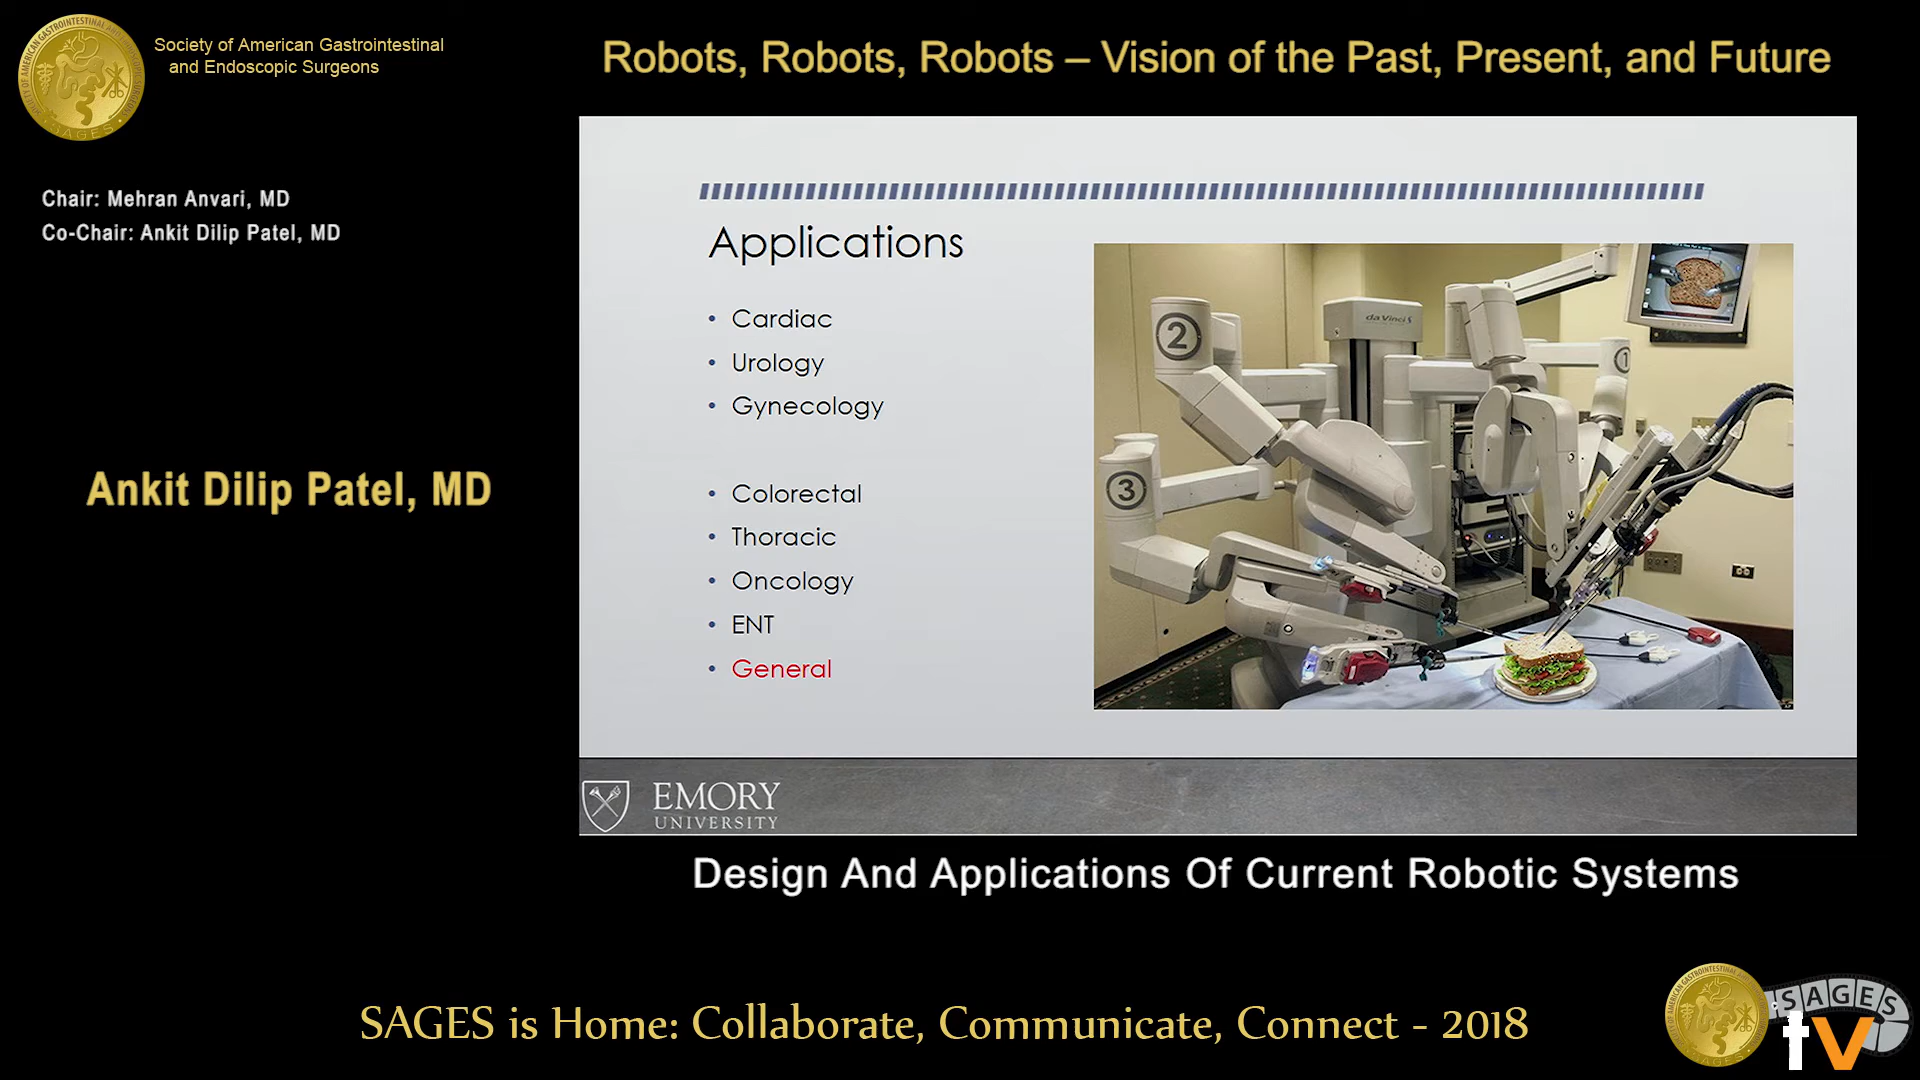 Society of American Gastrointestinal
and Endoscopic Surgeons
Robots, Robots, Robots – Vision of the Past, Present, and Future
Chair: Mehran Anvari, MD
Co-Chair: Ankit Dilip Patel, MD
Ankit Dilip Patel, MD
Applications
• Cardiac
• Urology
• Gynecology
• Colorectal
• Thoracic
• Oncology
• ENT
• General
da Vinci S
2
1
3
EMORY
UNIVERSITY
Design And Applications Of Current Robotic Systems
SAGES is Home: Collaborate, Communicate, Connect - 2018
SAGES
tv